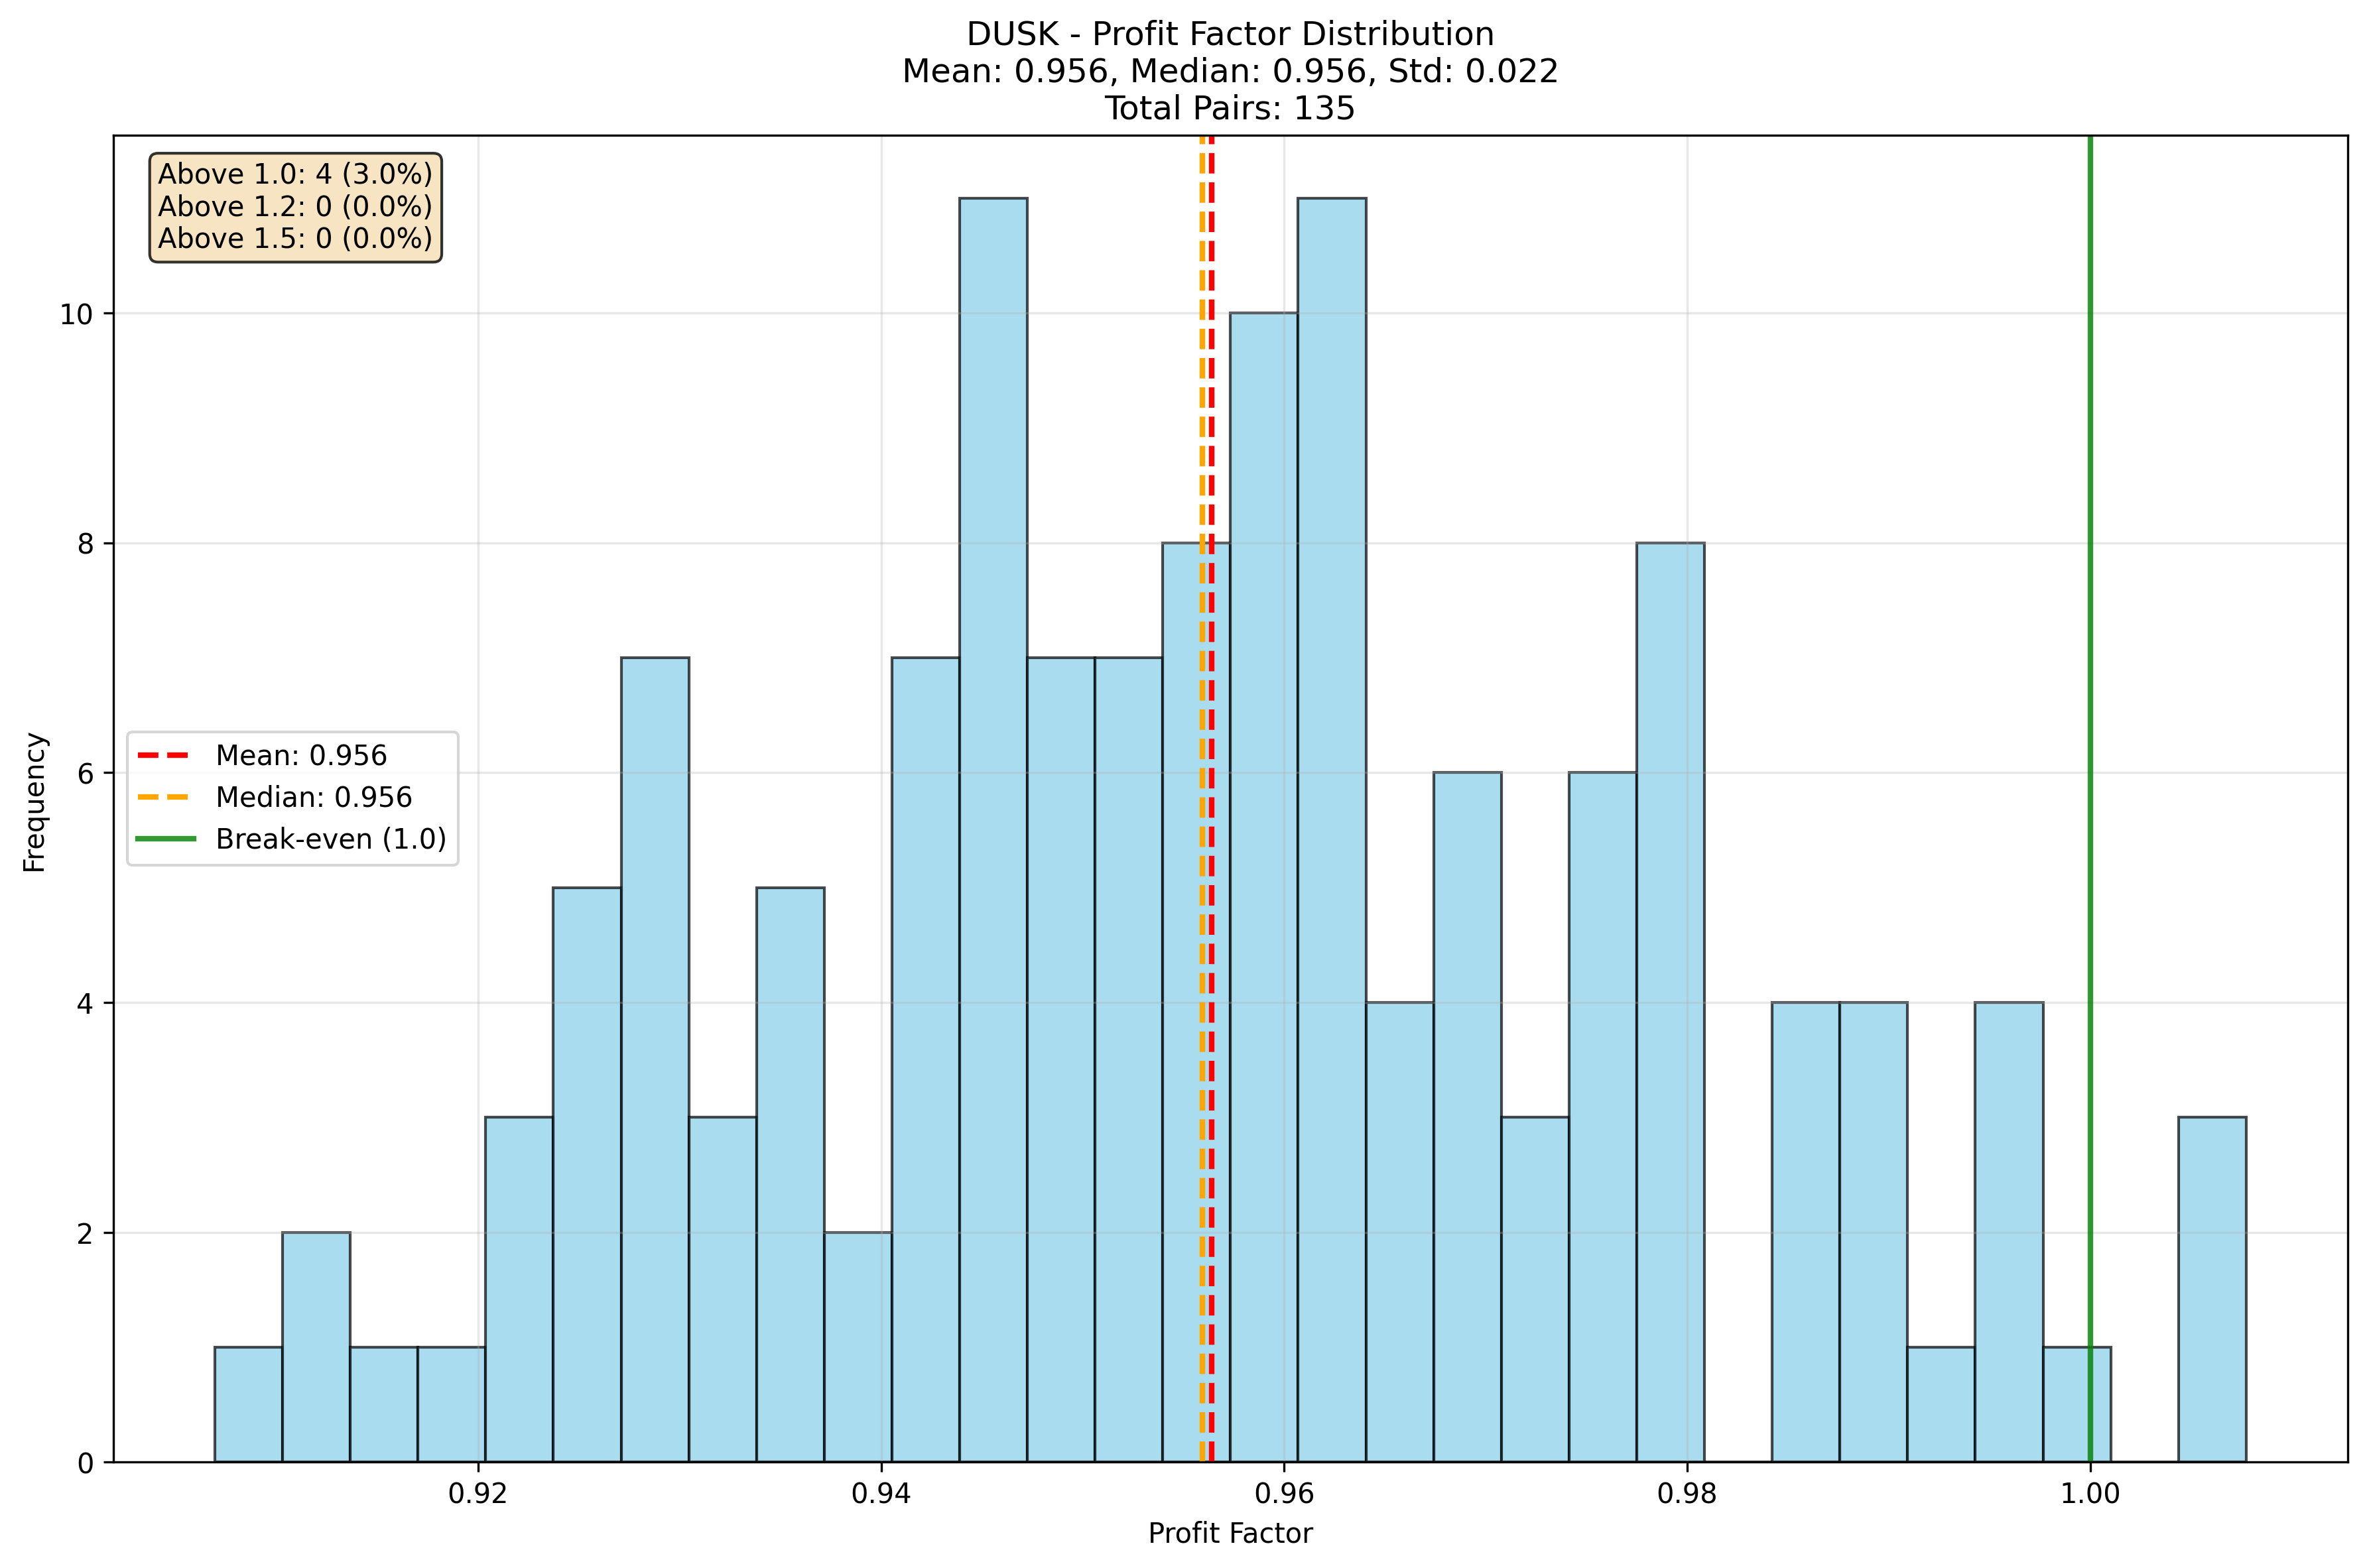 DUSK - Profit Factor Distribution
Mean: 0.956, Median: 0.956, Std: 0.022
Total Pairs: 135
Above 1.0: 4 (3.0%)
Above 1.2: 0 (0.0%)
Above 1.5: 0 (0.0%)
10
8
6
4
2
0
Frequency
Mean: 0.956
Median: 0.956
Break-even (1.0)
0.92
0.94
0.96
0.98
1.00
Profit Factor